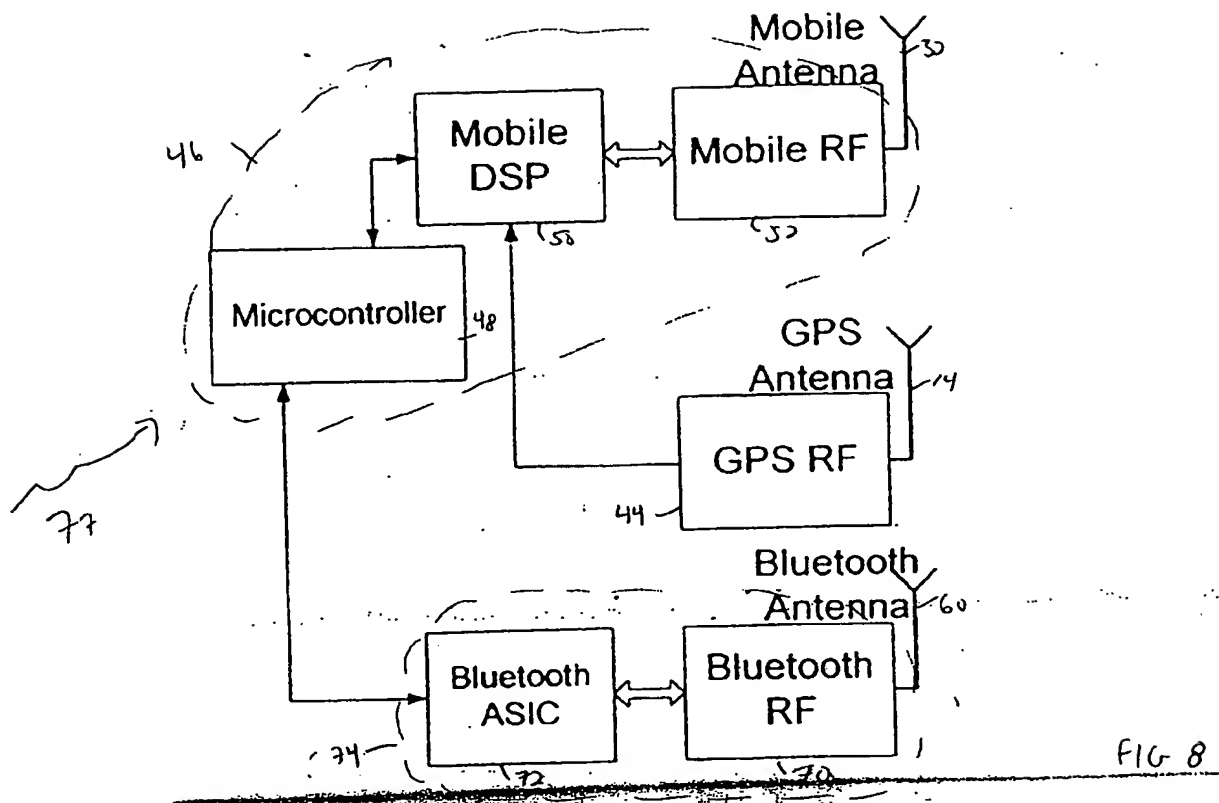 Mobile
Antenna
30
46
Mobile
DSP
50
Mobile RF
52
Microcontroller
48
GPS
Antenna
14
GPS RF
44
77
Bluetooth
Antenna
60
Bluetooth
ASIC
72
Bluetooth
RF
70
74
FIG 8